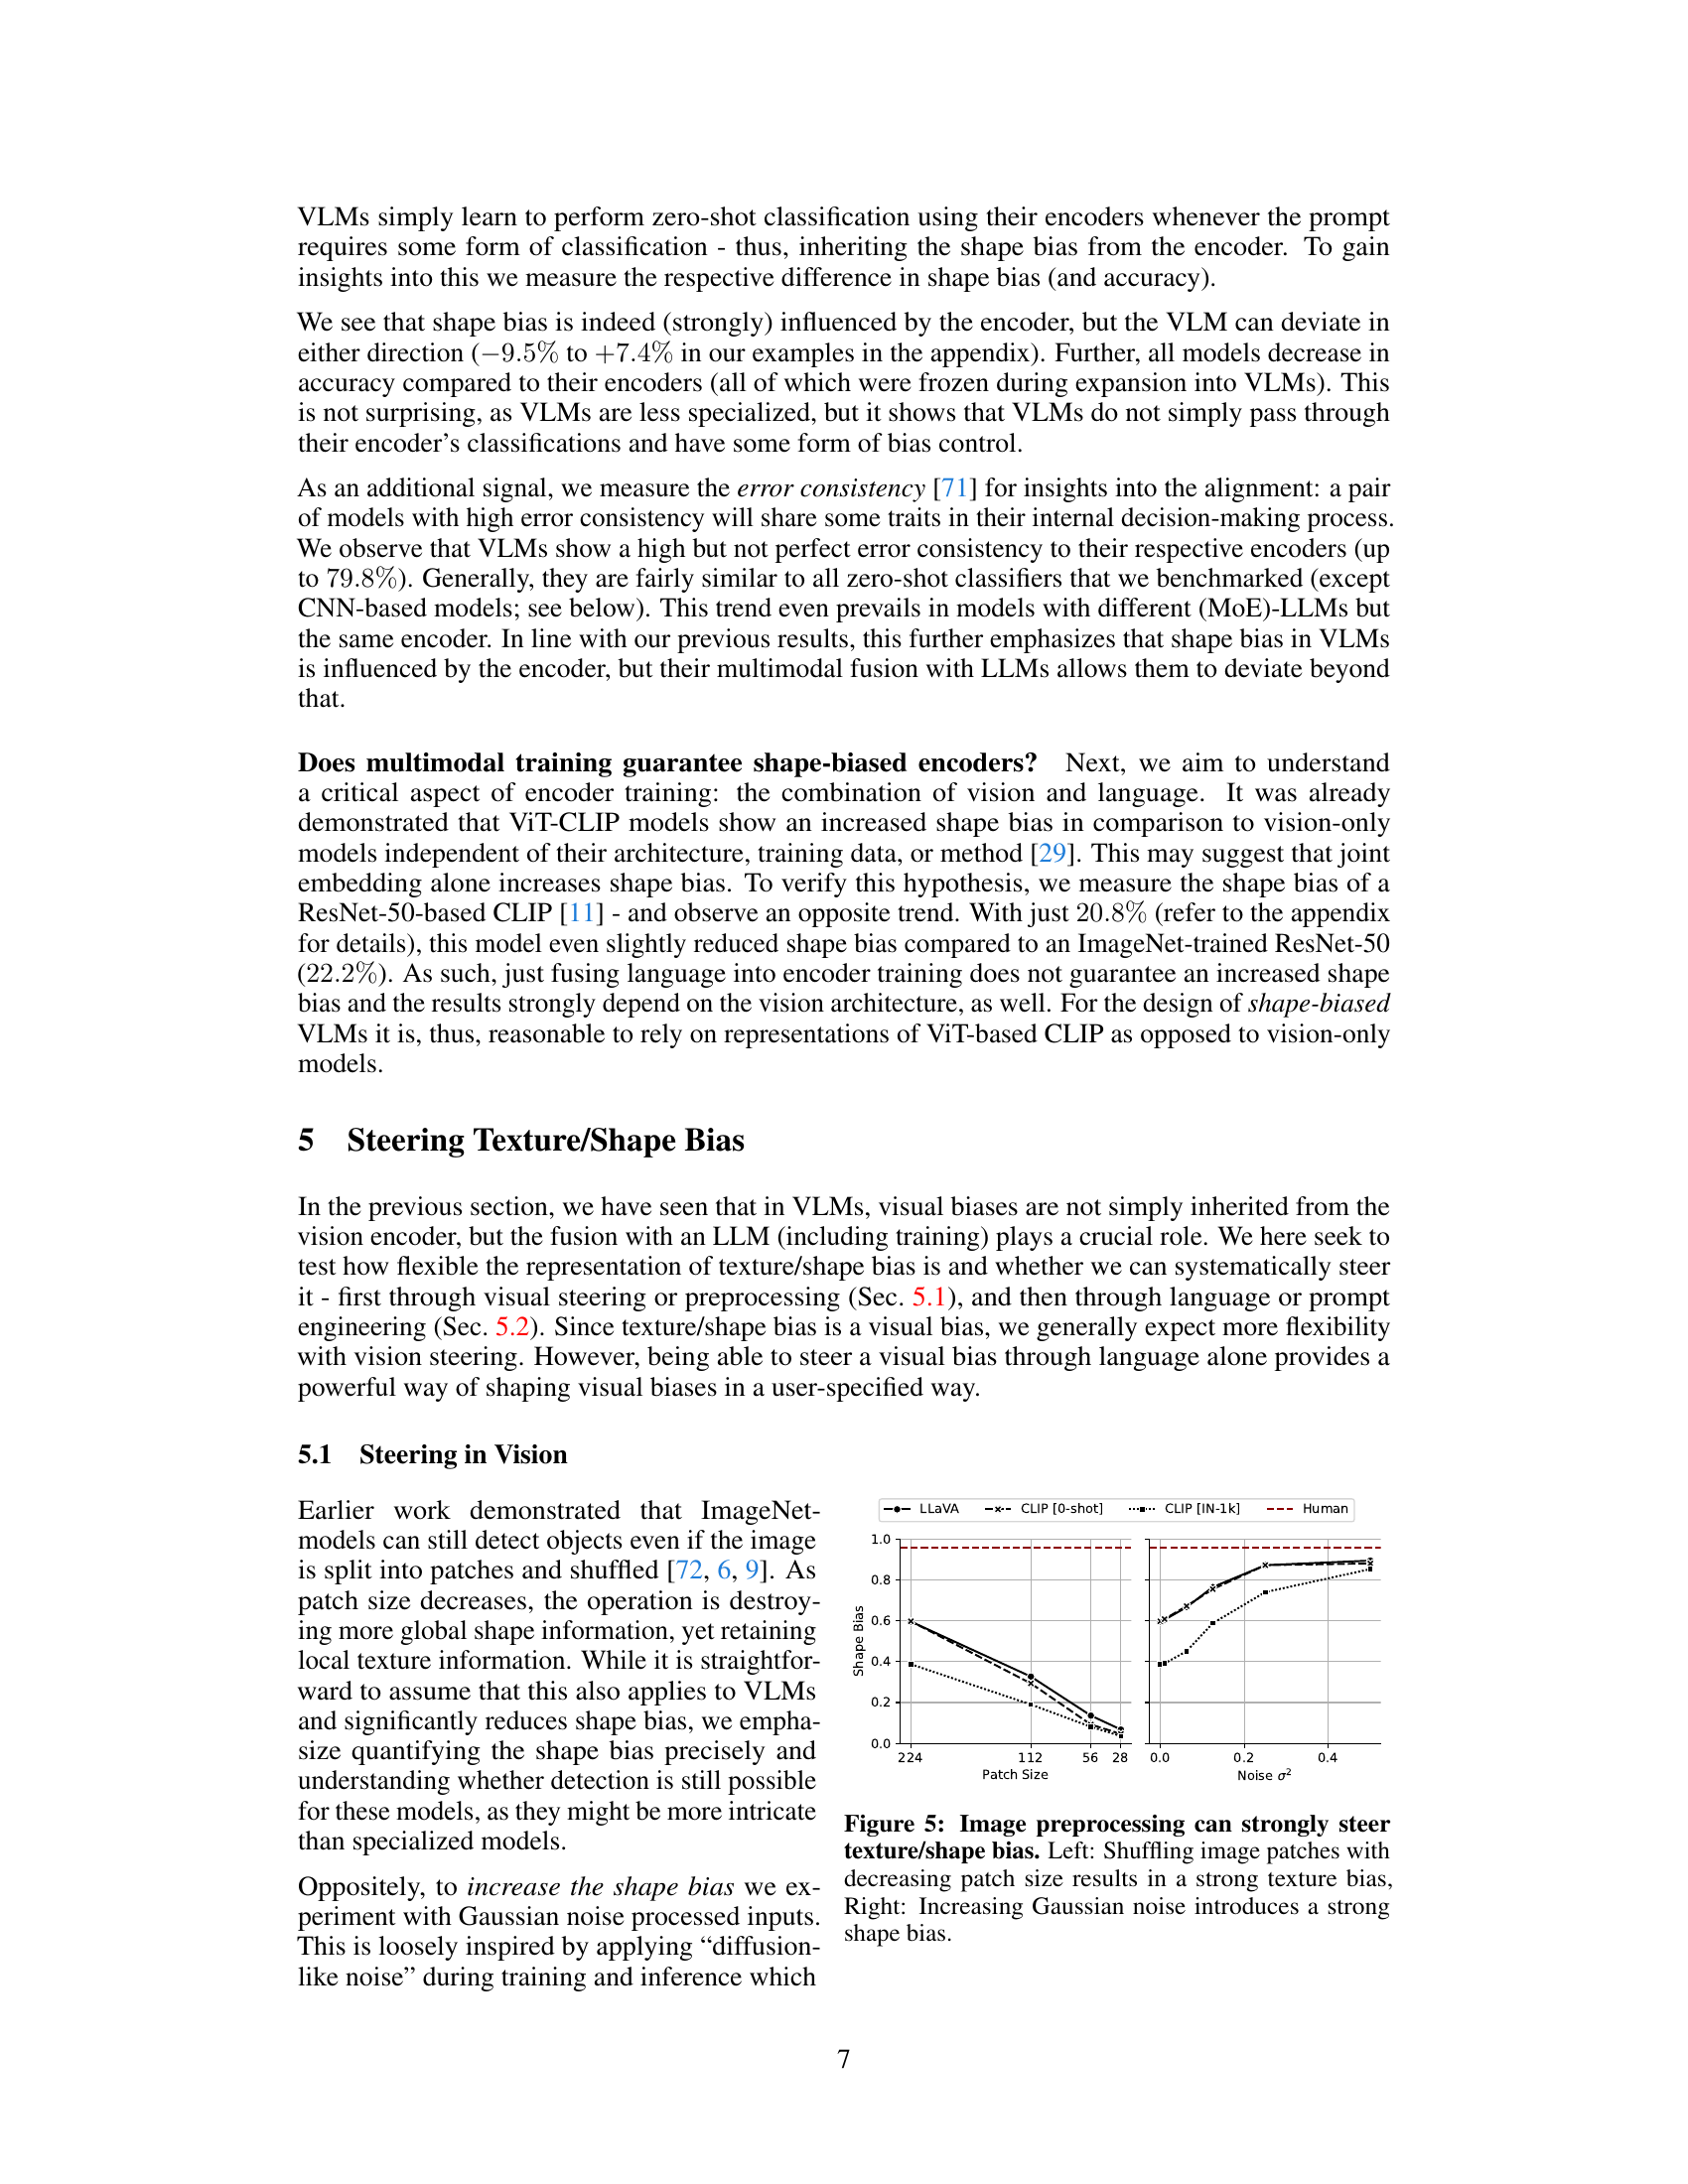 VLMs simply learn to perform zero-shot classification using their encoders whenever the prompt
requires some form of classification - thus, inheriting the shape bias from the encoder. To gain
insights into this we measure the respective difference in shape bias (and accuracy).
We see that shape bias is indeed (strongly) influenced by the encoder, but the VLM can deviate in
either direction (−9.5% to +7.4% in our examples in the appendix). Further, all models decrease in
accuracy compared to their encoders (all of which were frozen during expansion into VLMs). This
is not surprising, as VLMs are less specialized, but it shows that VLMs do not simply pass through
their encoder's classifications and have some form of bias control.
As an additional signal, we measure the error consistency [71] for insights into the alignment: a pair
of models with high error consistency will share some traits in their internal decision-making process.
We observe that VLMs show a high but not perfect error consistency to their respective encoders (up
to 79.8%). Generally, they are fairly similar to all zero-shot classifiers that we benchmarked (except
CNN-based models; see below). This trend even prevails in models with different (MoE)-LLMs but
the same encoder. In line with our previous results, this further emphasizes that shape bias in VLMs
is influenced by the encoder, but their multimodal fusion with LLMs allows them to deviate beyond
that.
Does multimodal training guarantee shape-biased encoders? Next, we aim to understand
a critical aspect of encoder training: the combination of vision and language. It was already
demonstrated that ViT-CLIP models show an increased shape bias in comparison to vision-only
models independent of their architecture, training data, or method [29]. This may suggest that joint
embedding alone increases shape bias. To verify this hypothesis, we measure the shape bias of a
ResNet-50-based CLIP [11] - and observe an opposite trend. With just 20.8% (refer to the appendix
for details), this model even slightly reduced shape bias compared to an ImageNet-trained ResNet-50
(22.2%). As such, just fusing language into encoder training does not guarantee an increased shape
bias and the results strongly depend on the vision architecture, as well. For the design of shape-biased
VLMs it is, thus, reasonable to rely on representations of ViT-based CLIP as opposed to vision-only
models.
5 Steering Texture/Shape Bias
In the previous section, we have seen that in VLMs, visual biases are not simply inherited from the
vision encoder, but the fusion with an LLM (including training) plays a crucial role. We here seek to
test how flexible the representation of texture/shape bias is and whether we can systematically steer
it - first through visual steering or preprocessing (Sec. 5.1), and then through language or prompt
engineering (Sec. 5.2). Since texture/shape bias is a visual bias, we generally expect more flexibility
with vision steering. However, being able to steer a visual bias through language alone provides a
powerful way of shaping visual biases in a user-specified way.
5.1 Steering in Vision
Earlier work demonstrated that ImageNet-
models can still detect objects even if the image
is split into patches and shuffled [72, 6, 9]. As
patch size decreases, the operation is destroy-
ing more global shape information, yet retaining
local texture information. While it is straightfor-
ward to assume that this also applies to VLMs
and significantly reduces shape bias, we empha-
size quantifying the shape bias precisely and
understanding whether detection is still possible
for these models, as they might be more intricate
than specialized models.
Oppositely, to increase the shape bias we ex-
periment with Gaussian noise processed inputs.
This is loosely inspired by applying “diffusion-
like noise” during training and inference which
LLaVA CLIP [0-shot] CLIP [IN-1k] Human
1.0
0.8
0.6
0.4
0.2
0.0
Shape Bias
224 112 56 28
Patch Size
0.0 0.2 0.4
Noise σ²
Figure 5: Image preprocessing can strongly steer
texture/shape bias. Left: Shuffling image patches with
decreasing patch size results in a strong texture bias,
Right: Increasing Gaussian noise introduces a strong
shape bias.
7